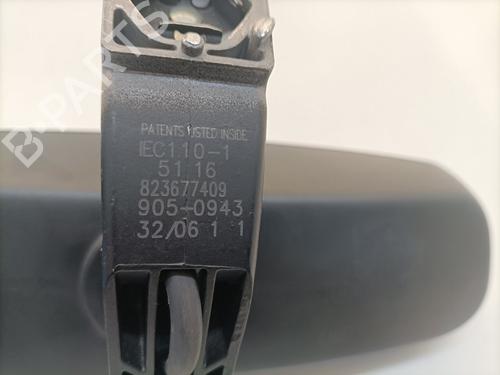 PATENTS LISTED INSIDE
IEC110-1
51 16
823677409
905-0943
32/06 1 1